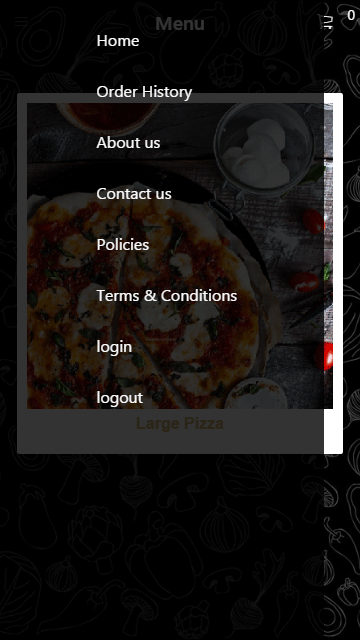 Menu
0
Home
Order History
About us
Contact us
Policies
Terms & Conditions
login
logout
Large Pizza